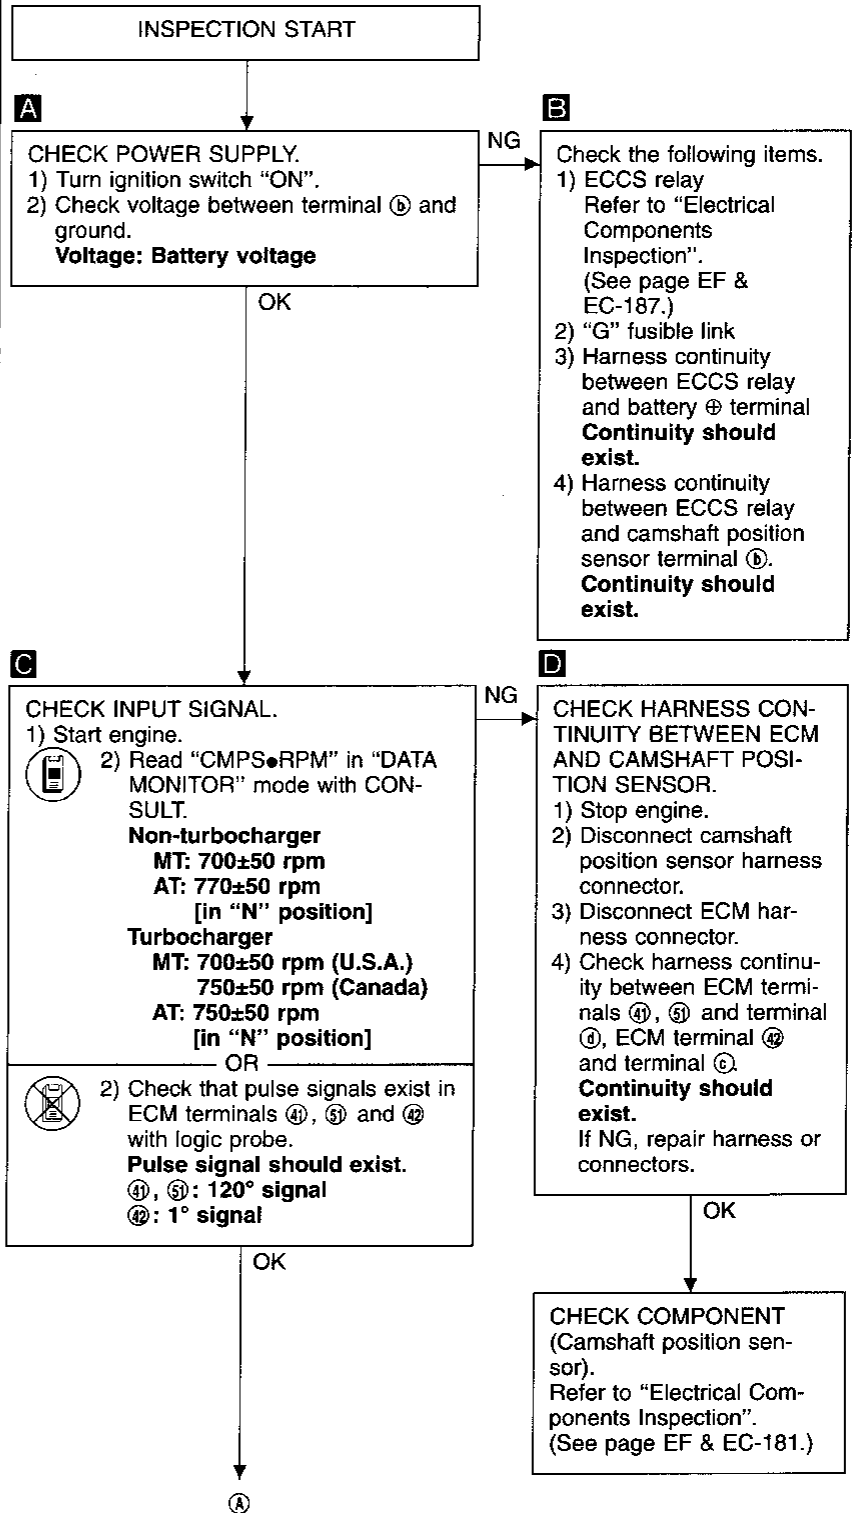 INSPECTION START
A
CHECK POWER SUPPLY.
1) Turn ignition switch “ON”.
2) Check voltage between terminal ⓑ and
ground.
Voltage: Battery voltage
NG
OK
B
Check the following items.
1) ECCS relay
Refer to “Electrical
Components
Inspection”.
(See page EF &
EC-187.)
2) “G” fusible link
3) Harness continuity
between ECCS relay
and battery ⊕ terminal
Continuity should
exist.
4) Harness continuity
between ECCS relay
and camshaft position
sensor terminal ⓑ.
Continuity should
exist.
C
CHECK INPUT SIGNAL.
1) Start engine.
2) Read “CMPS●RPM” in “DATA
MONITOR” mode with CON-
SULT.
Non-turbocharger
MT: 700±50 rpm
AT: 770±50 rpm
[in “N” position]
Turbocharger
MT: 700±50 rpm (U.S.A.)
750±50 rpm (Canada)
AT: 750±50 rpm
[in “N” position]
OR
2) Check that pulse signals exist in
ECM terminals ㊶, 51 and ㊷
with logic probe.
Pulse signal should exist.
㊶, 51: 120° signal
㊷: 1° signal
NG
OK
D
CHECK HARNESS CON-
TINUITY BETWEEN ECM
AND CAMSHAFT POSI-
TION SENSOR.
1) Stop engine.
2) Disconnect camshaft
position sensor harness
connector.
3) Disconnect ECM har-
ness connector.
4) Check harness continu-
ity between ECM termi-
nals ㊶, 51 and terminal
ⓓ, ECM terminal ㊷
and terminal ⓒ.
Continuity should
exist.
If NG, repair harness or
connectors.
OK
CHECK COMPONENT
(Camshaft position sen-
sor).
Refer to “Electrical Com-
ponents Inspection”.
(See page EF & EC-181.)
Ⓐ